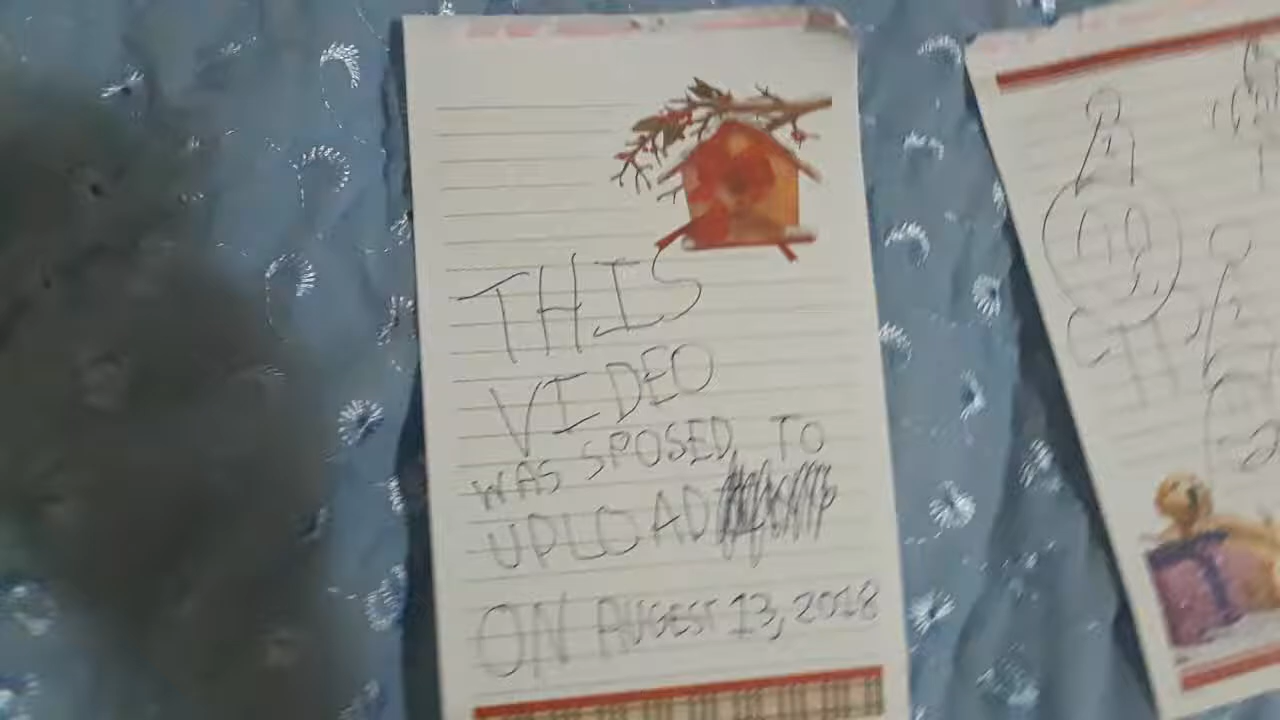 THIS
VIDEO
WAS SPOSED TO
UPLOAD
ON AUGEST 13, 2018